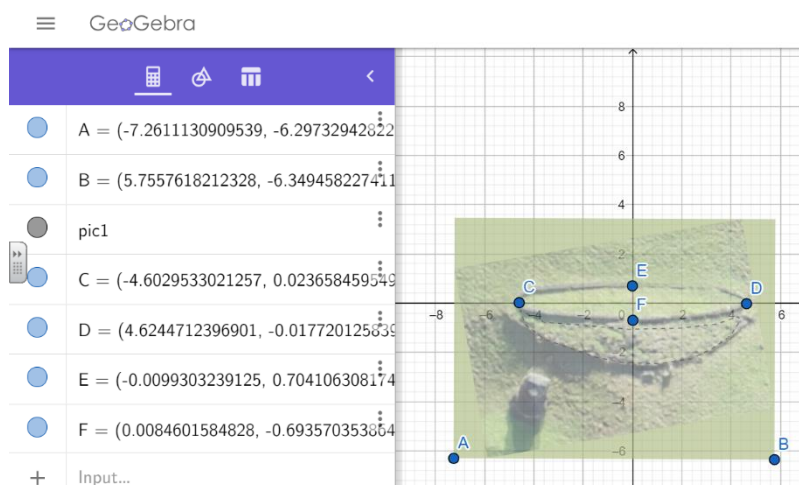 GeoGebra
A = (-7.2611130909539, -6.29732942822
B = (5.7557618212328, -6.349458227411
pic1
C = (-4.6029533021257, 0.023658459549
D = (4.6244712396901, -0.017720125839
E = (-0.0099303239125, 0.704106308174
F = (0.0084601584828, -0.693570353864
Input...
8
6
4
2
E
C
D
F
-8
-6
-4
-2
0
2
4
6
-2
-4
-6
A
B